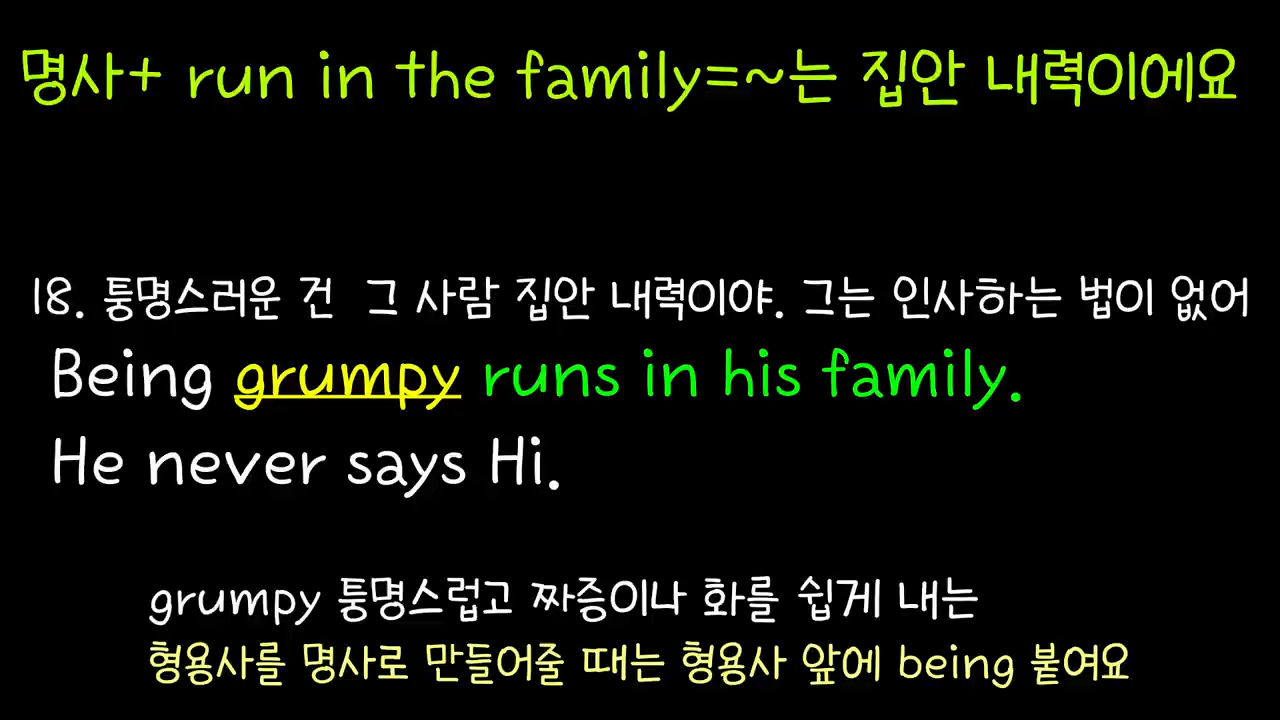 명사+ run in the family=~는 집안 내력이에요
18. 퉁명스러운 건 그 사람 집안 내력이야. 그는 인사하는 법이 없어
Being grumpy runs in his family.
He never says Hi.
grumpy 퉁명스럽고 짜증이나 화를 쉽게 내는
형용사를 명사로 만들어줄 때는 형용사 앞에 being 붙여요